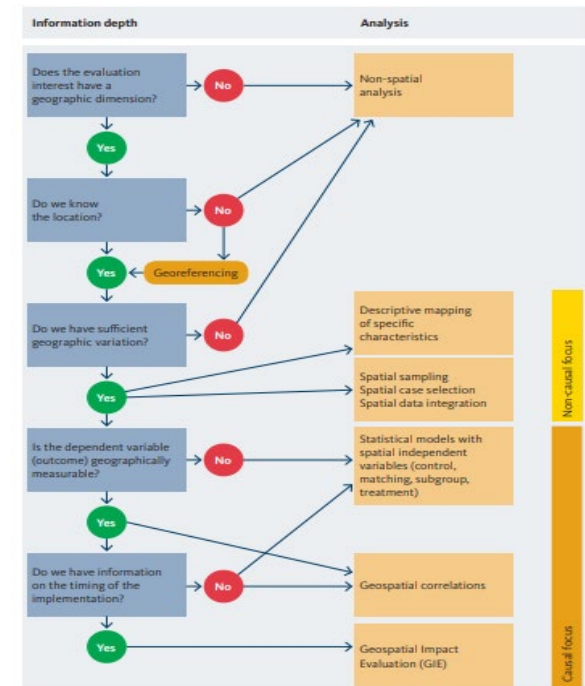 Information depth
Analysis
Does the evaluation
interest have a
geographic dimension?
No
Non-spatial
analysis
Yes
Do we know
the location?
No
Yes
Georeferencing
Do we have sufficient
geographic variation?
No
Descriptive mapping
of specific
characteristics
Yes
Spatial sampling
Spatial case selection
Spatial data integration
Non-causal focus
Is the dependent variable
(outcome) geographically
measurable?
No
Statistical models with
spatial independent
variables (control,
matching, subgroup,
treatment)
Yes
Do we have information
on the timing of the
implementation?
No
Geospatial correlations
Yes
Geospatial Impact
Evaluation (GIE)
Causal focus